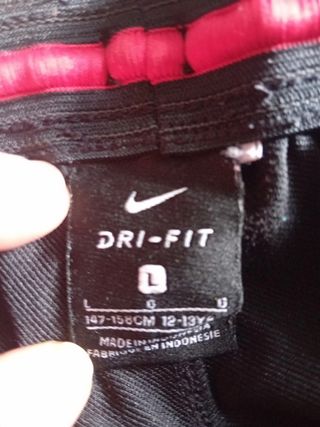 DRI-FIT
L
L G G
147-158CM 12-13Y
MADE IN INDONESIA
FABRIQUE EN INDONESIE